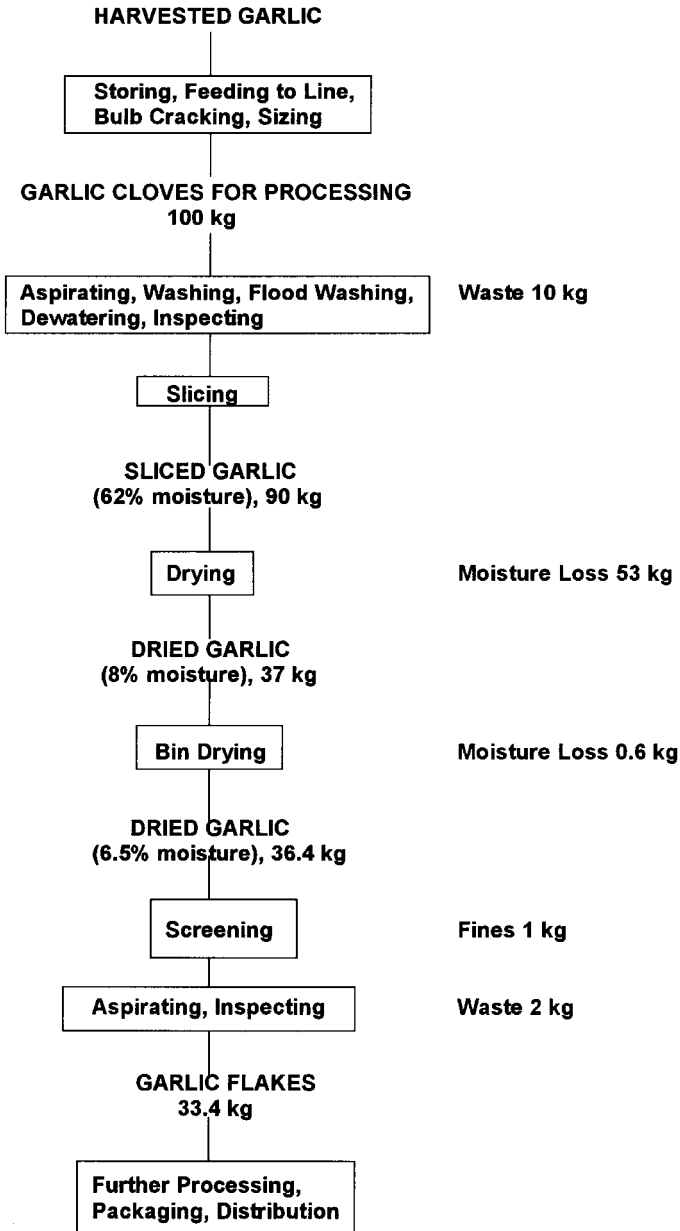 HARVESTED GARLIC
Storing, Feeding to Line,
Bulb Cracking, Sizing
GARLIC CLOVES FOR PROCESSING
100 kg
Aspirating, Washing, Flood Washing,
Dewatering, Inspecting
Waste 10 kg
Slicing
SLICED GARLIC
(62% moisture), 90 kg
Drying
Moisture Loss 53 kg
DRIED GARLIC
(8% moisture), 37 kg
Bin Drying
Moisture Loss 0.6 kg
DRIED GARLIC
(6.5% moisture), 36.4 kg
Screening
Fines 1 kg
Aspirating, Inspecting
Waste 2 kg
GARLIC FLAKES
33.4 kg
Further Processing,
Packaging, Distribution